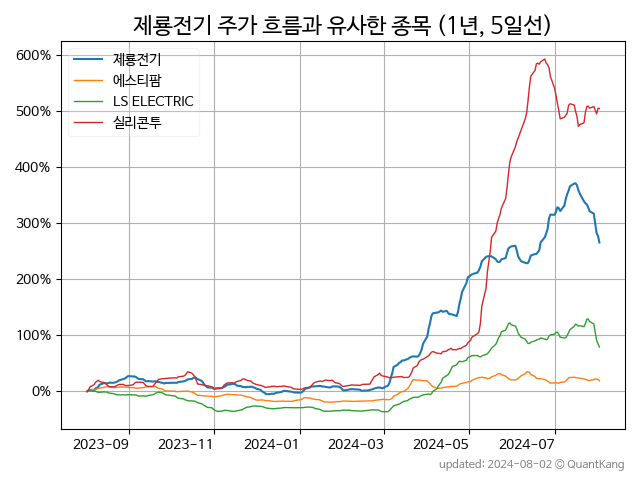 제룡전기 주가 흐름과 유사한 종목 (1년, 5일선)
600%
500%
400%
300%
200%
100%
0%
제룡전기
에스티팜
LS ELECTRIC
실리콘투
2023-09
2023-11
2024-01
2024-03
2024-05
2024-07
updated: 2024-08-02 @ QuantKang